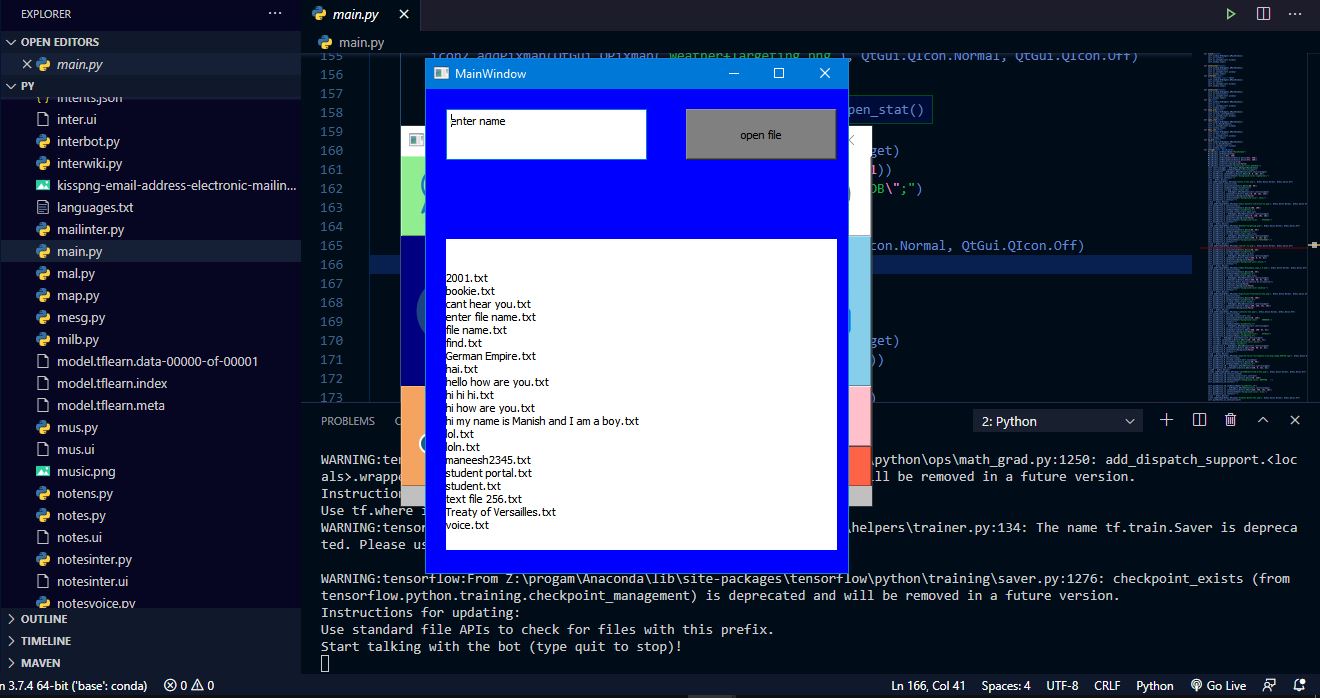 EXPLORER
main.py
OPEN EDITORS
main.py
main.py
PY
intents.json
inter.ui
interbot.py
interwiki.py
kisspng-email-address-electronic-mailin...
languages.txt
mailinter.py
main.py
mal.py
map.py
mesg.py
milb.py
model.tflearn.data-00000-of-00001
model.tflearn.index
model.tflearn.meta
mus.py
mus.ui
music.png
notens.py
notes.py
notes.ui
notesinter.py
notesinter.ui
notesvoice.py
OUTLINE
TIMELINE
MAVEN
155 icon2.addPixmap(QtGui.QPixmap("weather+Targeting.png"), QtGui.QIcon.Normal, QtGui.QIcon.Off)
156
157
158 pen_stat()
159
160 get)
161 1))
162 DB\";")
163
164
165 con.Normal, QtGui.QIcon.Off)
166
167
168
169
170 get)
171 ))
172
173 )
MainWindow
enter name
open file
2001.txt
bookie.txt
cant hear you.txt
enter file name.txt
file name.txt
find.txt
German Empire.txt
hai.txt
hello how are you.txt
hi hi hi.txt
hi how are you.txt
hi my name is Manish and I am a boy.txt
lol.txt
loln.txt
maneesh2345.txt
student portal.txt
student.txt
text file 256.txt
Treaty of Versailles.txt
voice.txt
PROBLEMS
2: Python
WARNING:ten \python\ops\math_grad.py:1250: add_dispatch_support.<loc
als>.wrappe ill be removed in a future version.
Instruction
Use tf.where i
WARNING:tensor \helpers\trainer.py:134: The name tf.train.Saver is depreca
ted. Please us
WARNING:tensorflow:From Z:\progam\Anaconda\lib\site-packages\tensorflow\python\training\saver.py:1276: checkpoint_exists (from
tensorflow.python.training.checkpoint_management) is deprecated and will be removed in a future version.
Instructions for updating:
Use standard file APIs to check for files with this prefix.
Start talking with the bot (type quit to stop)!
n 3.7.4 64-bit ('base': conda) 0 0 Ln 166, Col 41 Spaces: 4 UTF-8 CRLF Python Go Live